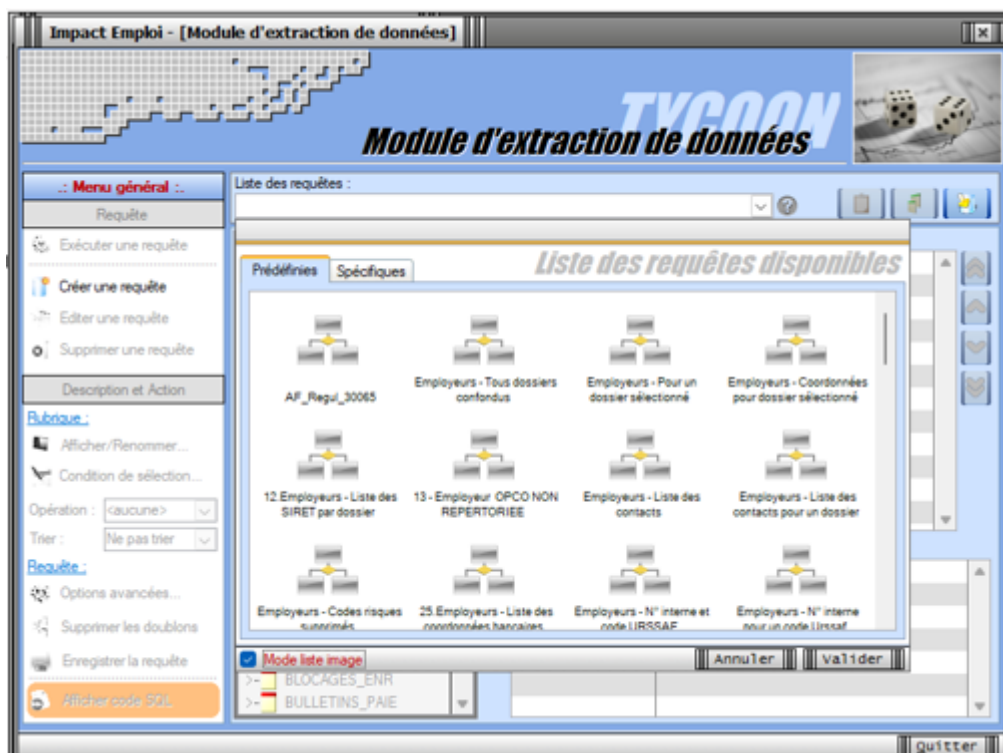 Impact Emploi - [Module d'extraction de données]
TYCOON
Module d'extraction de données
.: Menu général :.
Requête
Exécuter une requête
Créer une requête
Editer une requête
Supprimer une requête
Description et Action
Rubrique :
Afficher/Renommer...
Condition de sélection...
Opération : <aucune>
Trier : Ne pas trier
Requête :
Options avancées...
Supprimer les doublons
Enregistrer la requête
Afficher code SQL
Liste des requêtes :
Prédéfinies
Spécifiques
Liste des requêtes disponibles
AF_Regul_30065
Employeurs - Tous dossiers
confondus
Employeurs - Pour un
dossier sélectionné
Employeurs - Coordonnées
pour dossier sélectionné
12.Employeurs - Liste des
SIRET par dossier
13 - Employeur OPCO NON
REPERTORIEE
Employeurs - Liste des
contacts
Employeurs - Liste des
contacts pour un dossier
Employeurs - Codes risques
supprimés
25.Employeurs - Liste des
coordonnées bancaires
Employeurs - N° interne et
code URSSAF
Employeurs - N° interne
pour un code Urssaf
Mode liste image
Annuler
Valider
BLOCAGES_ENR
BULLETINS_PAIE
Quitter